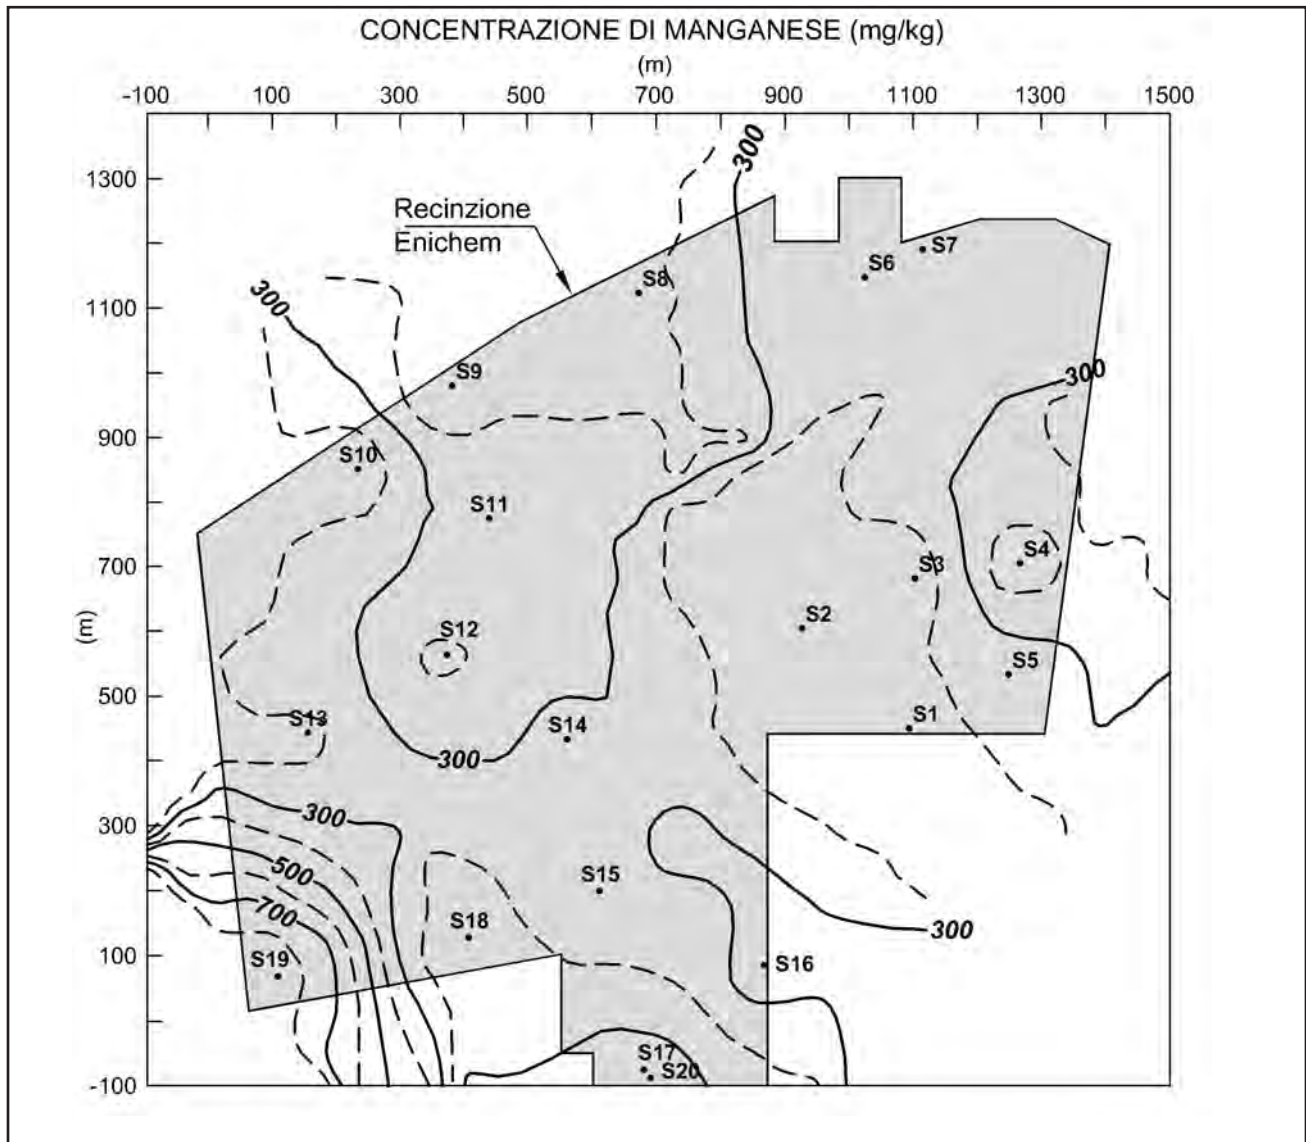 CONCENTRAZIONE DI MANGANESE (mg/kg)
(m)
-100 100 300 500 700 900 1100 1300 1500
300
1300
Recinzione
Enichem
S7
S6
S8
300
1100
300
S9
900
S10
S11
700
S4
S3
(m)
S12
S2
S5
500
S13
S14
S1
300
300
300
500
S15
700
S18
300
100
S19
S16
S17
S20
-100